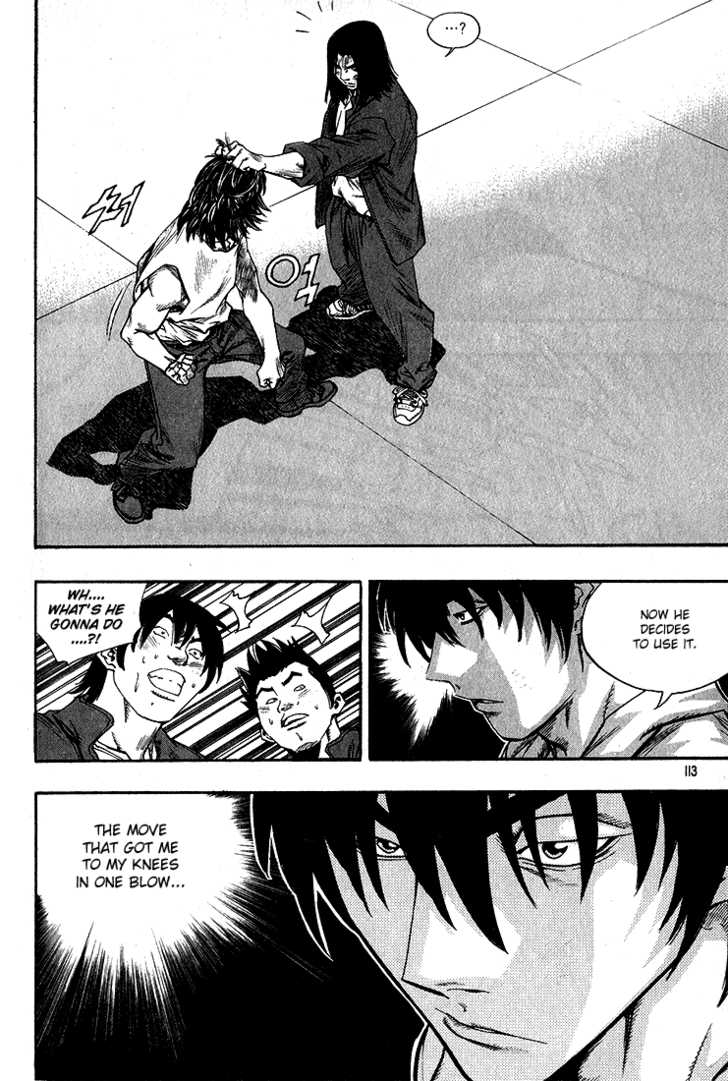 ...?
WH....
WHAT'S HE
GONNA DO
....?!
NOW HE
DECIDES
TO USE IT.
113
THE MOVE
THAT GOT ME
TO MY KNEES
IN ONE BLOW...